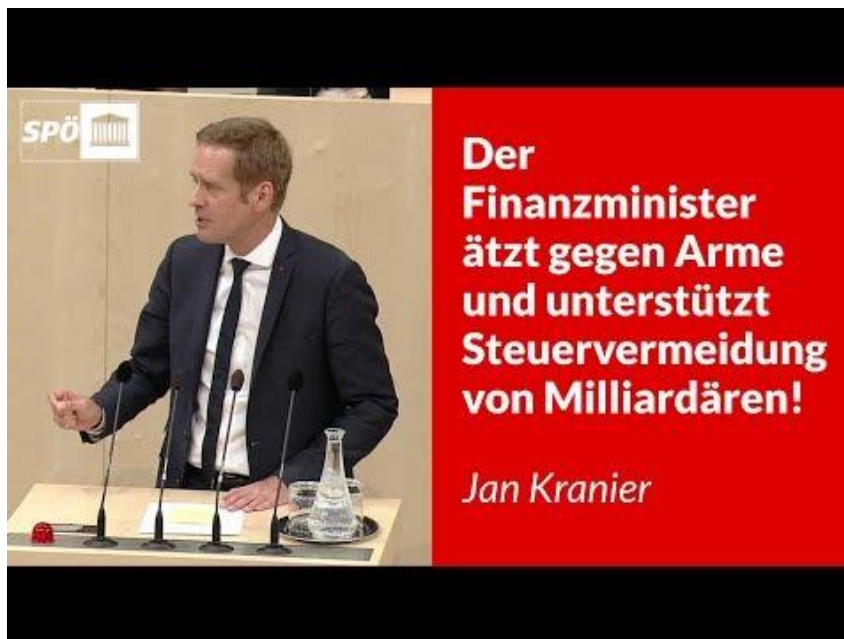 SPÖ
Der
Finanzminister
ätzt gegen Arme
und unterstützt
Steuervermeidung
von Milliardären!
Jan Kranier